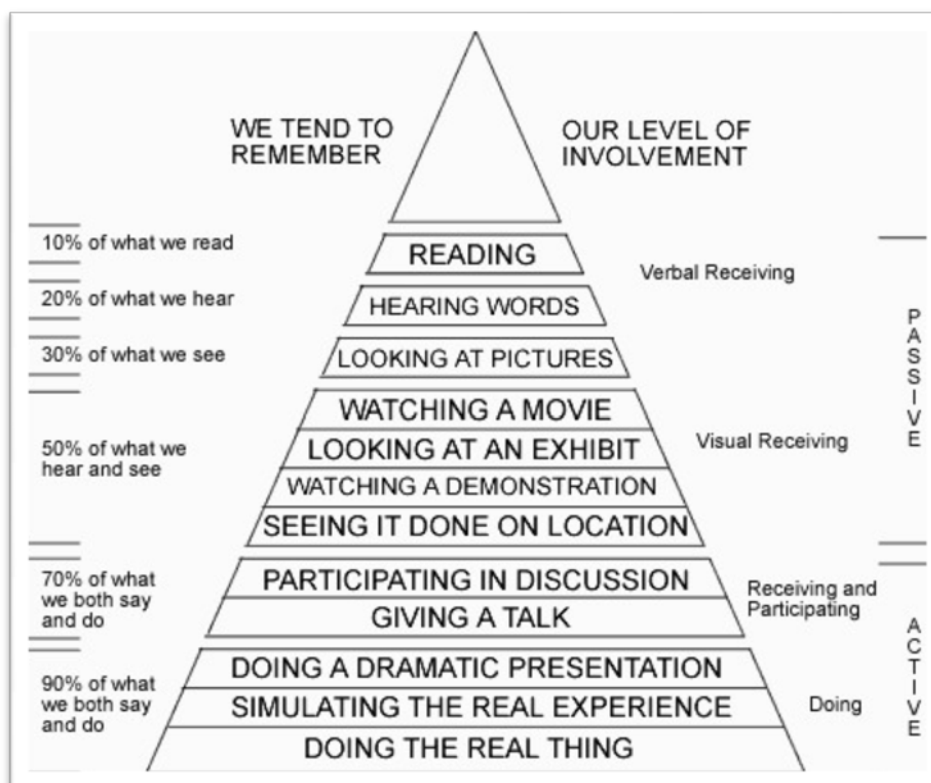 WE TEND TO
REMEMBER
OUR LEVEL OF
INVOLVEMENT
10% of what we read
READING
Verbal Receiving
20% of what we hear
HEARING WORDS
30% of what we see
LOOKING AT PICTURES
50% of what we
hear and see
WATCHING A MOVIE
LOOKING AT AN EXHIBIT
WATCHING A DEMONSTRATION
SEEING IT DONE ON LOCATION
Visual Receiving
PASSIVE
70% of what
we both say
and do
PARTICIPATING IN DISCUSSION
GIVING A TALK
Receiving and
Participating
90% of what
we both say
and do
DOING A DRAMATIC PRESENTATION
SIMULATING THE REAL EXPERIENCE
DOING THE REAL THING
Doing
ACTIVE